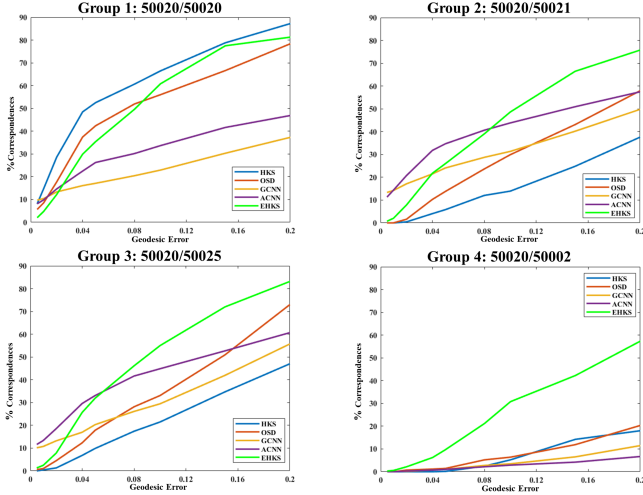 Group 1: 50020/50020
% Correspondences
90
80
70
60
50
40
30
20
10
0
0
0.04
0.08
0.12
0.16
0.2
Geodesic Error
HKS
OSD
GCNN
ACNN
EHKS
Group 2: 50020/50021
% Correspondences
90
80
70
60
50
40
30
20
10
0
0
0.04
0.08
0.12
0.16
0.2
Geodesic Error
HKS
OSD
GCNN
ACNN
EHKS
Group 3: 50020/50025
% Correspondences
90
80
70
60
50
40
30
20
10
0
0
0.04
0.08
0.12
0.16
0.2
Geodesic Error
HKS
OSD
GCNN
ACNN
EHKS
Group 4: 50020/50002
% Correspondences
90
80
70
60
50
40
30
20
10
0
0
0.04
0.08
0.12
0.16
0.2
Geodesic Error
HKS
OSD
GCNN
ACNN
EHKS